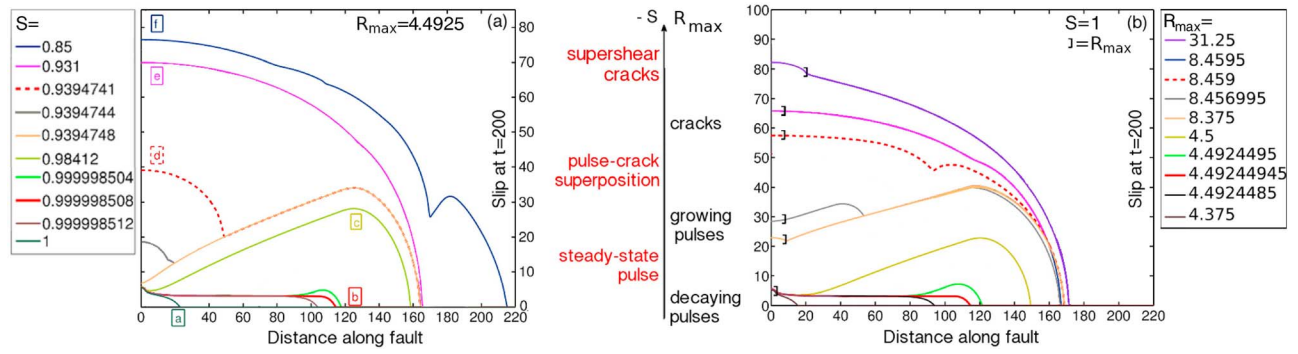 S=
0.85
0.931
0.9394741
0.9394744
0.9394748
0.98412
0.999998504
0.999998508
0.999998512
1
R_max=4.4925
(a)
f
e
d
c
b
a
80
70
60
50
40
30
20
10
0
Slip at t=200
0 20 40 60 80 100 120 140 160 180 200 220
Distance along fault
- S R_max
supershear
cracks
cracks
pulse-crack
superposition
growing
pulses
steady-state
pulse
decaying
pulses
S=1
(b)
=R_max
100
90
80
70
60
50
40
30
20
10
0
Slip at t=200
0 20 40 60 80 100 120 140 160 180 200 220
Distance along fault
R_max=
31.25
8.4595
8.459
8.456995
8.375
4.5
4.4924495
4.44924945
4.4924485
4.375